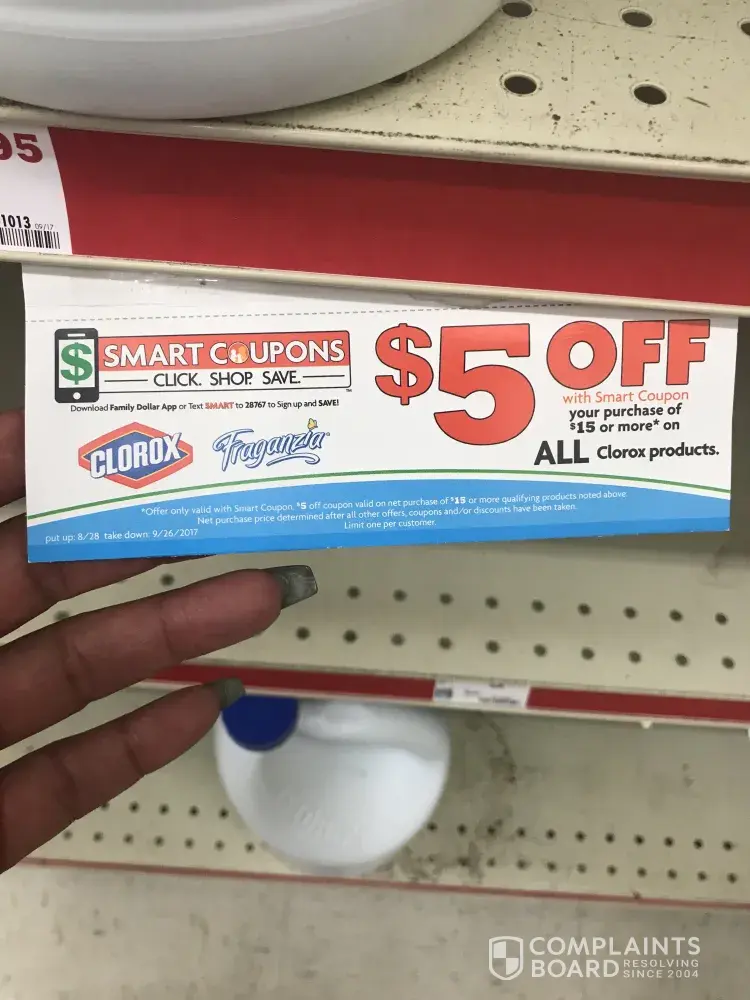 95
1013 09/17
$ SMART COUPONS
CLICK. SHOP. SAVE.
Download Family Dollar App or Text SMART to 28767 to Sign up and SAVE!
CLOROX
Fraganzia
$5 OFF
with Smart Coupon
your purchase of
$15 or more* on
ALL Clorox products.
*Offer only valid with Smart Coupon. $5 off coupon valid on net purchase of $15 or more qualifying products noted above
Net purchase price determined after all other offers, coupons and/or discounts have been taken.
Limit one per customer.
put up: 8/28 take down: 9/26/2017
COMPLAINTS
BOARD RESOLVING
SINCE 2004